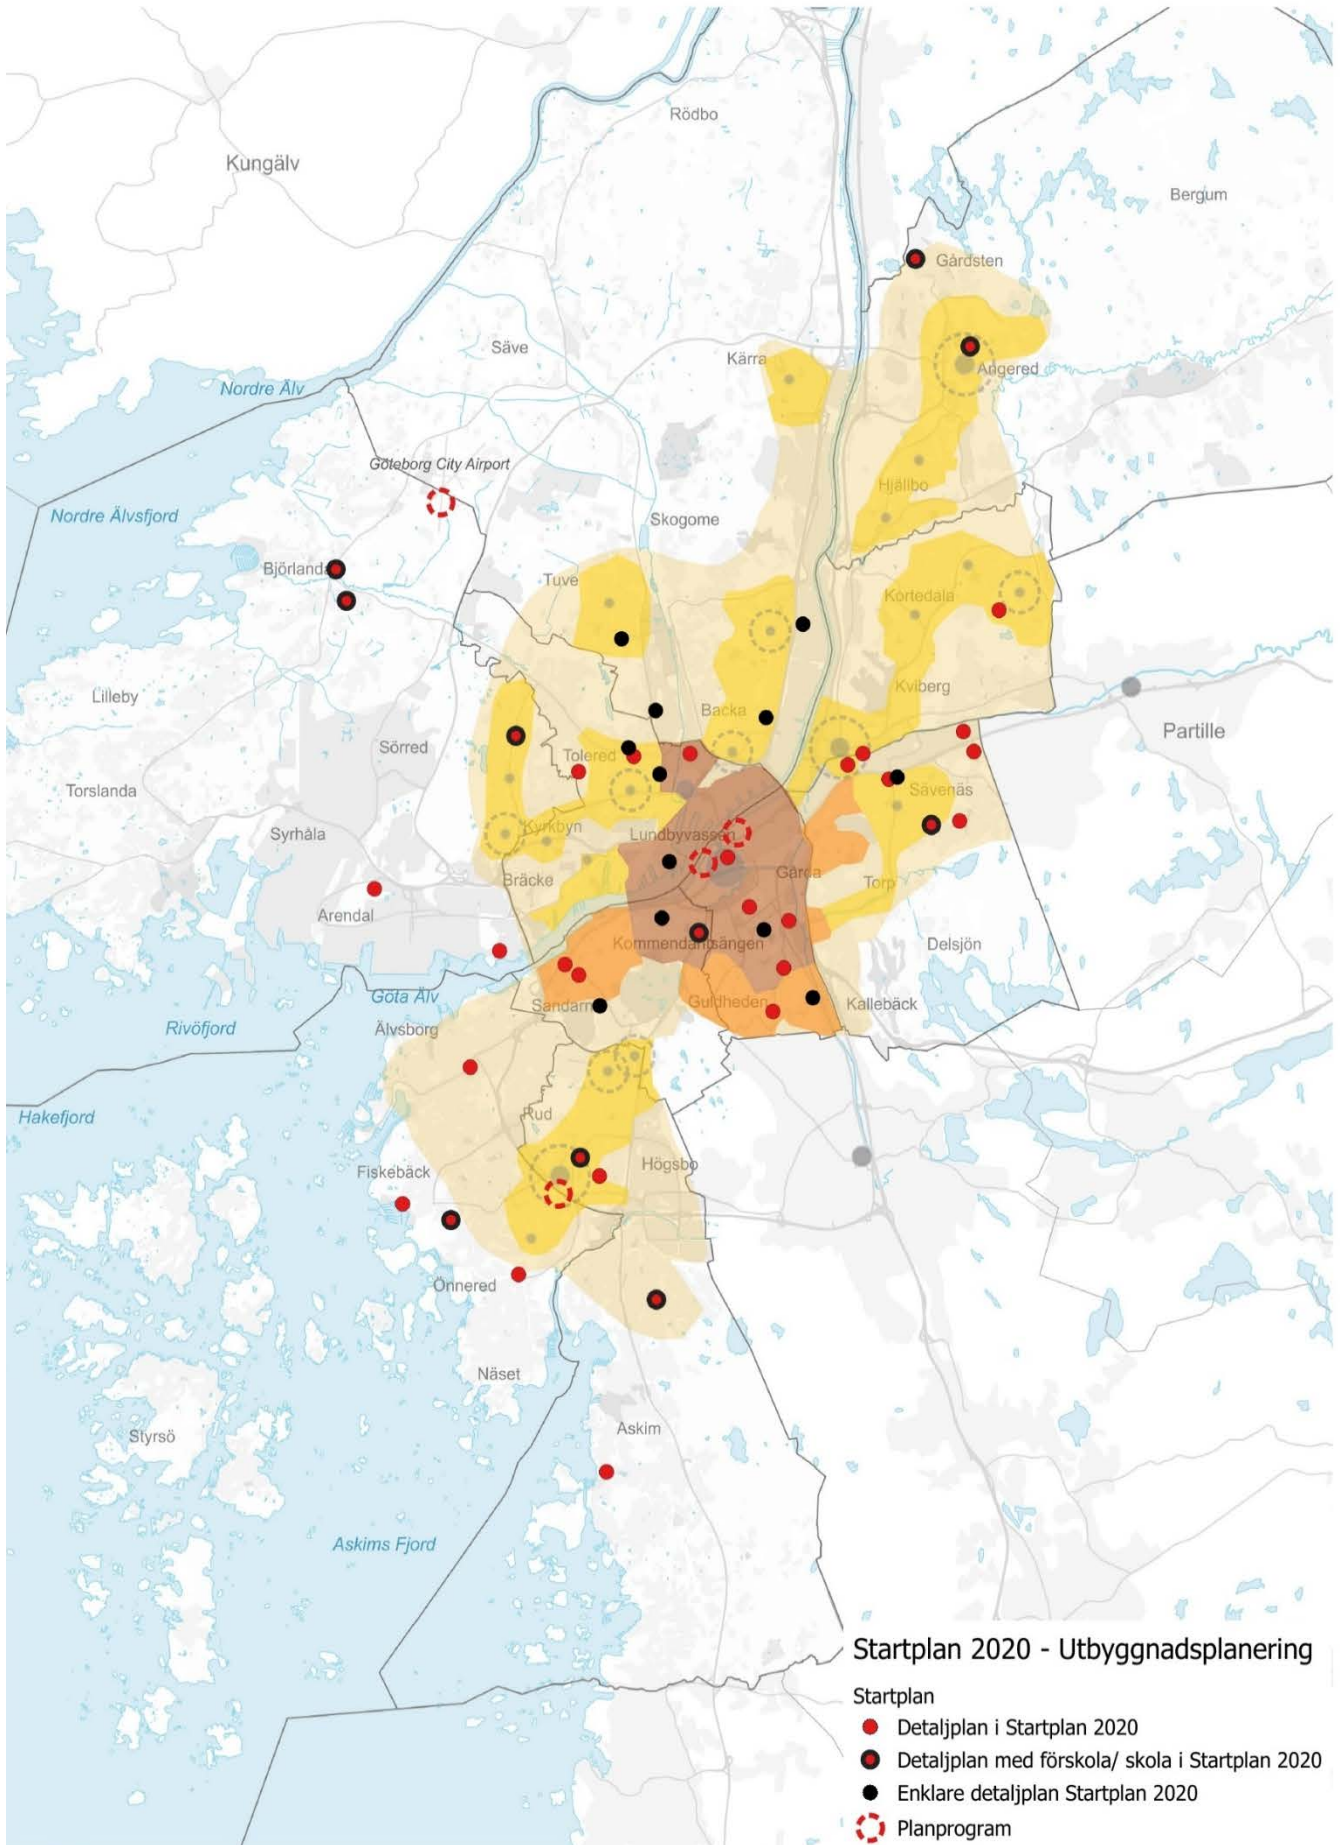 Rödbo
Kungälv
Bergum
Gårdsten
Säve
Kärra
Angered
Nordre Älv
Göteborg City Airport
Hjällbo
Nordre Älvsfjord
Skogome
Björlanda
Tuve
Kortedala
Kviberg
Lilleby
Backa
Partille
Sörred
Tolered
Torslanda
Sävenäs
Syrhåla
Kyrkbyn
Lundbyvassen
Bräcke
Gårda
Torp
Arendal
Kommendantsängen
Delsjön
Göta Älv
Sandarna
Guldheden
Kallebäck
Rivöfjord
Älvsborg
Hakefjord
Rud
Fiskebäck
Högsbo
Önnered
Näset
Askim
Styrsö
Askims Fjord
Startplan 2020 - Utbyggnadsplanering
Startplan
Detaljplan i Startplan 2020
Detaljplan med förskola/ skola i Startplan 2020
Enklare detaljplan Startplan 2020
Planprogram